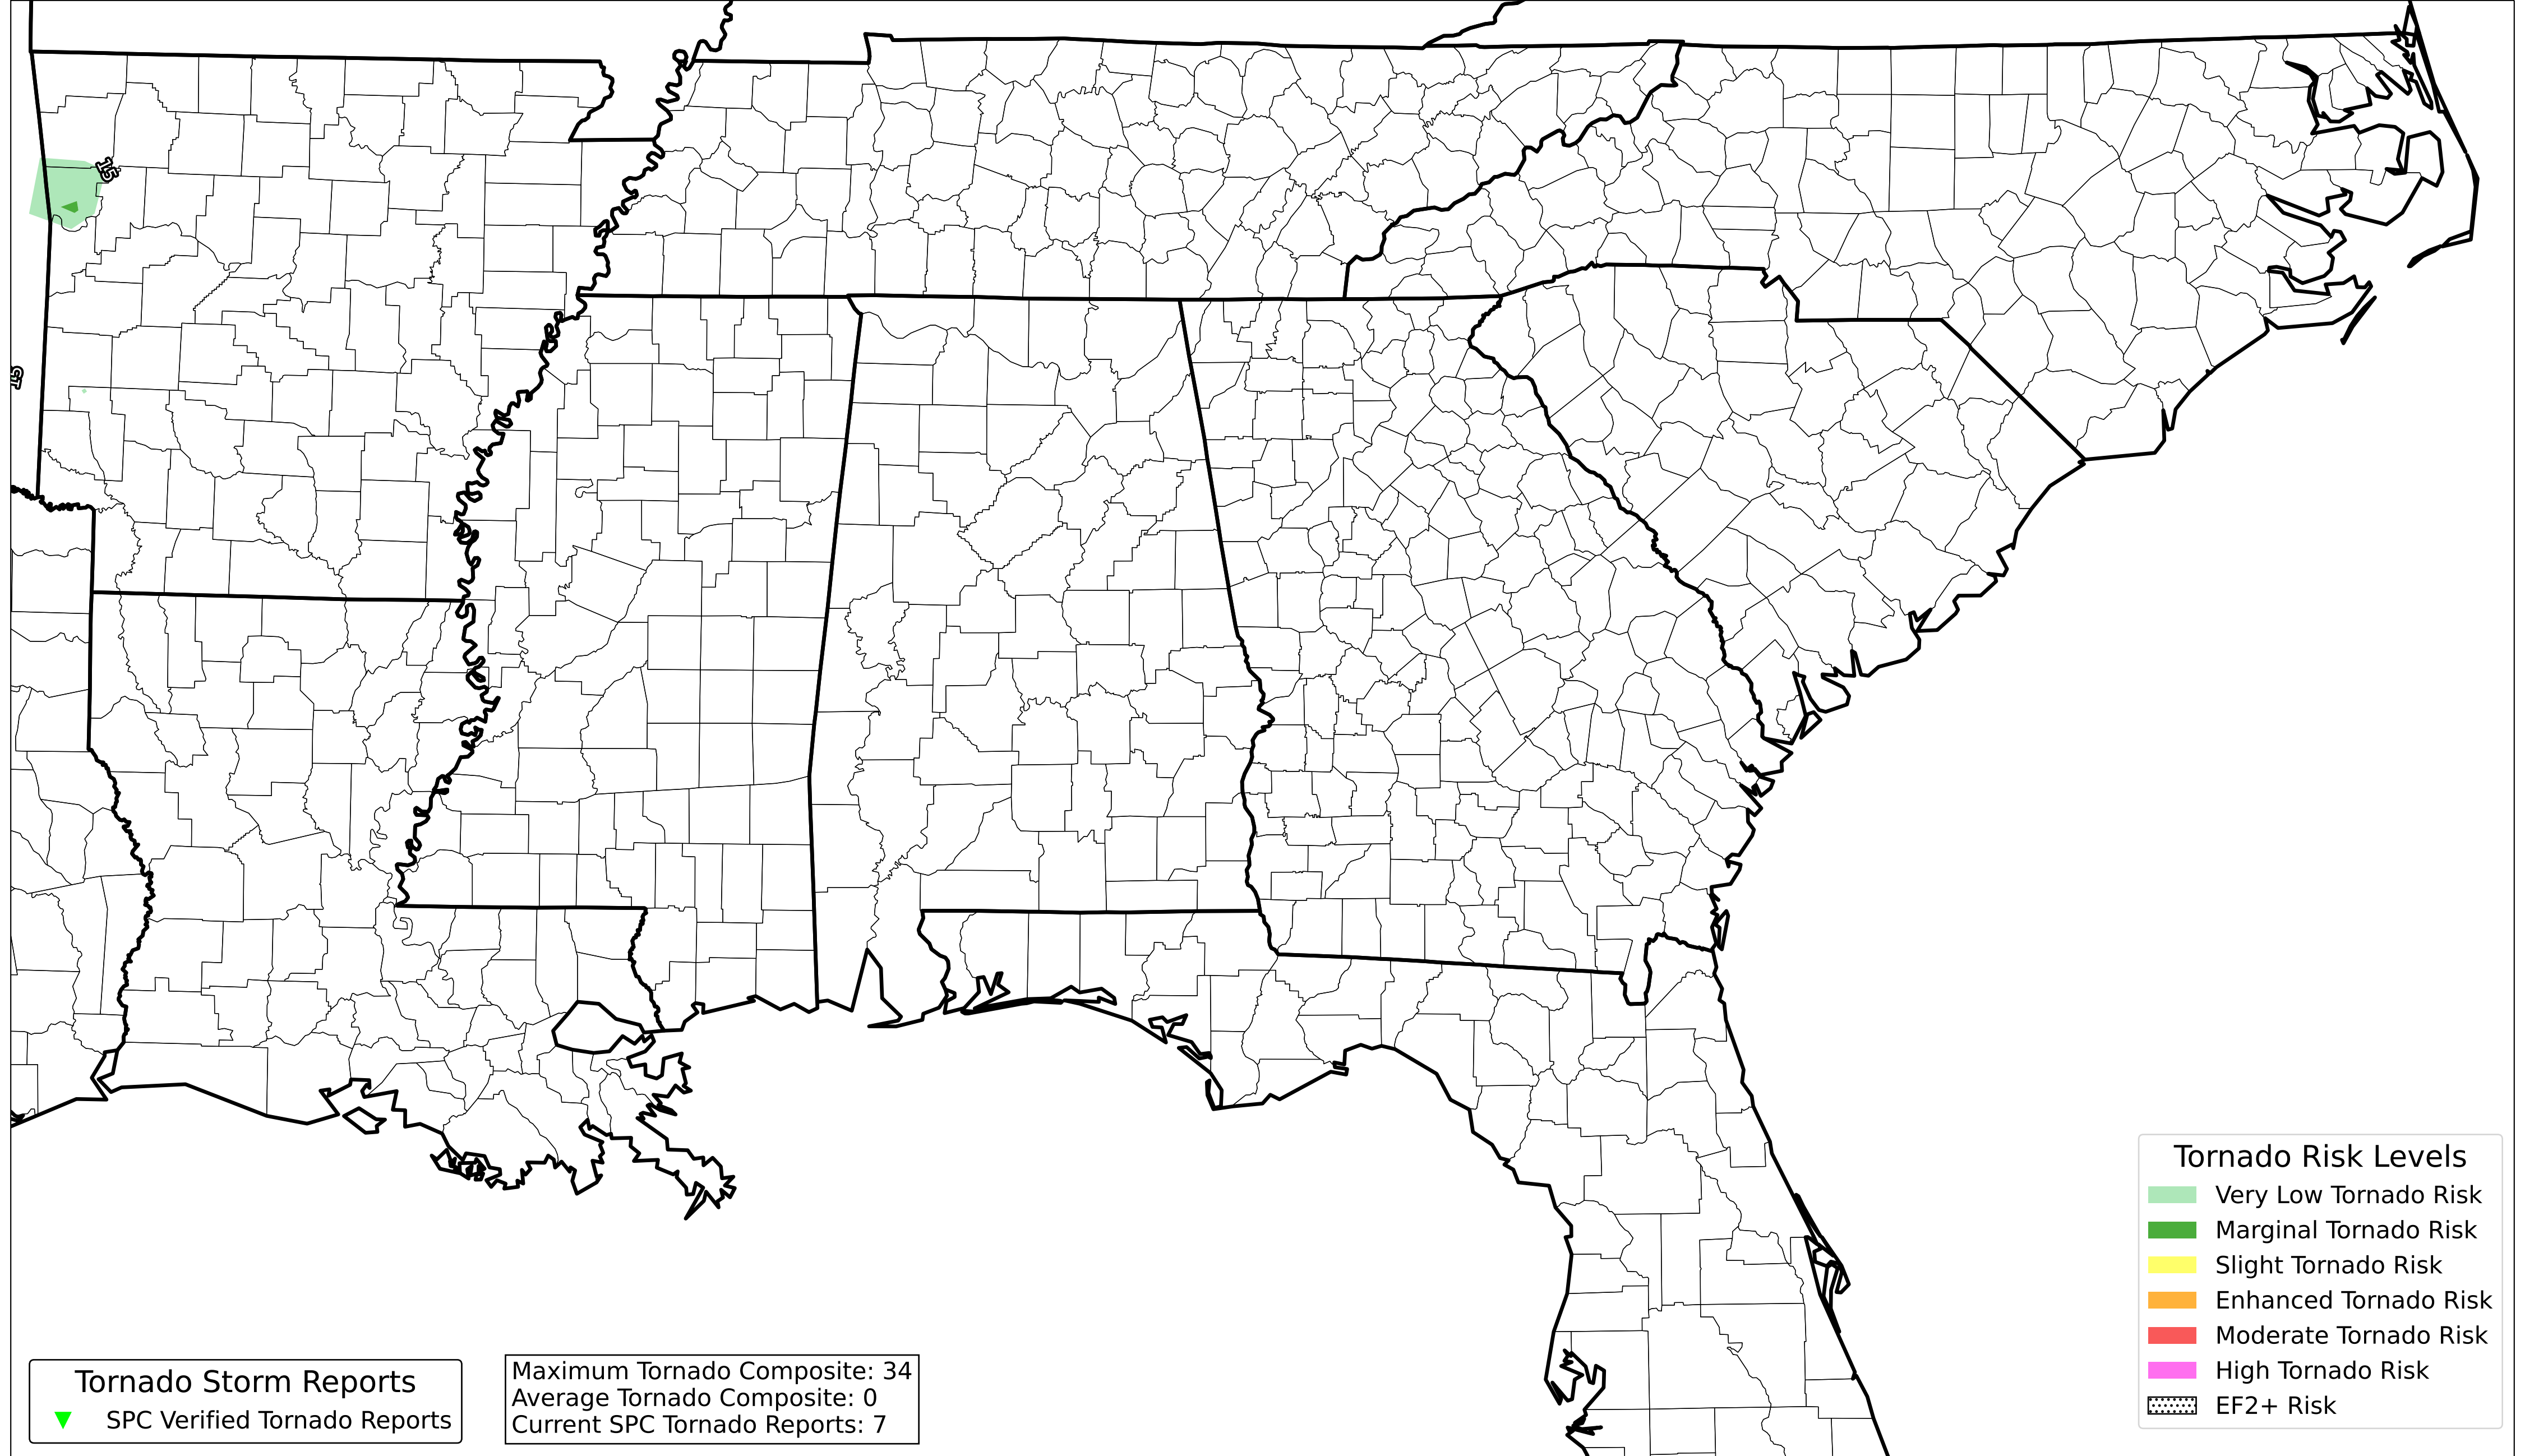 15
15
Tornado Risk Levels
Very Low Tornado Risk
Marginal Tornado Risk
Slight Tornado Risk
Enhanced Tornado Risk
Moderate Tornado Risk
High Tornado Risk
EF2+ Risk
Tornado Storm Reports
SPC Verified Tornado Reports
Maximum Tornado Composite: 34
Average Tornado Composite: 0
Current SPC Tornado Reports: 7